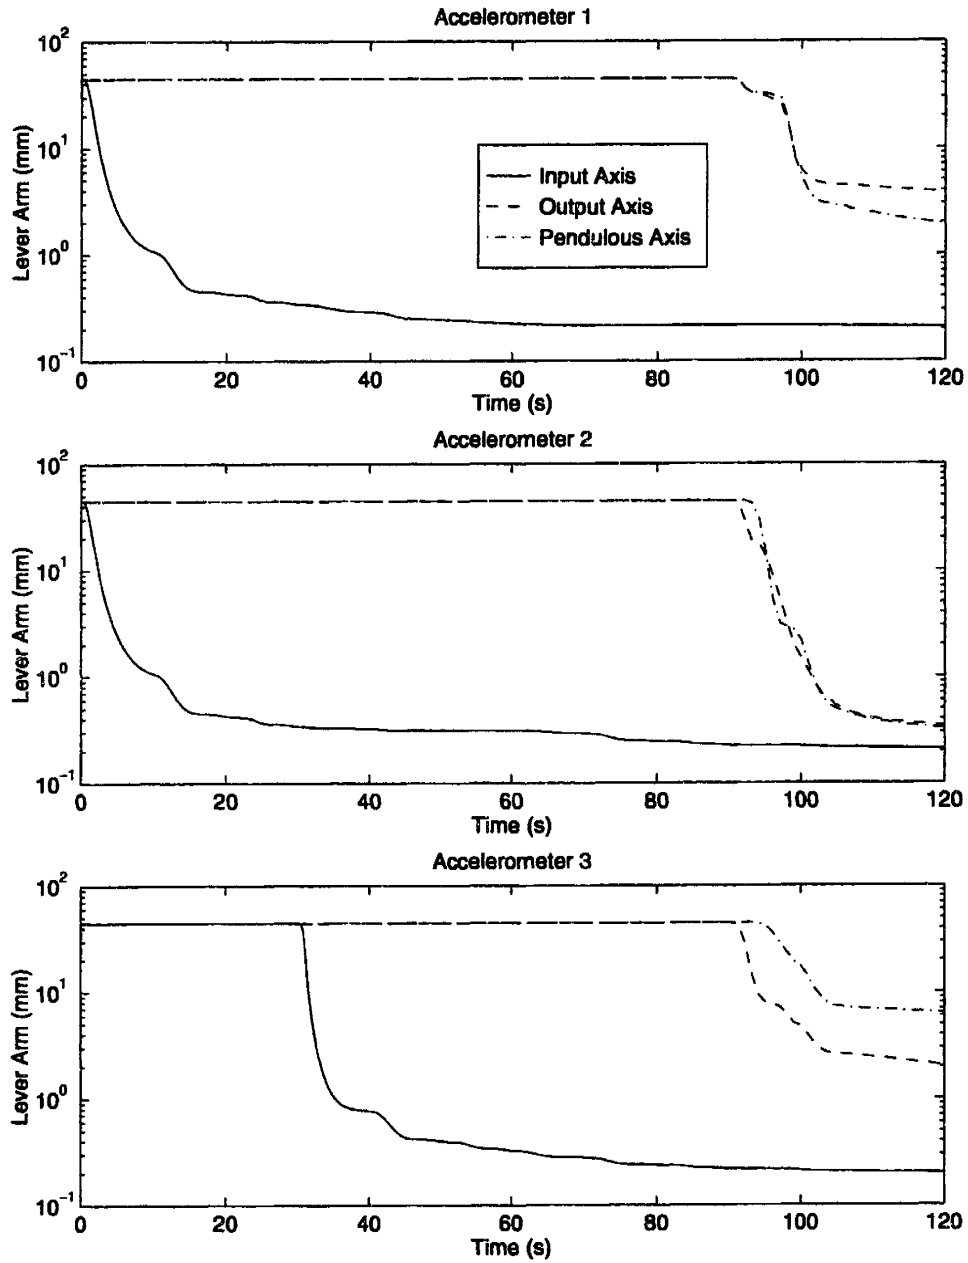 Accelerometer 1
10^2
10^1
10^0
10^-1
Lever Arm (mm)
Input Axis
Output Axis
Pendulous Axis
0 20 40 60 80 100 120
Time (s)
Accelerometer 2
10^2
10^1
10^0
10^-1
Lever Arm (mm)
0 20 40 60 80 100 120
Time (s)
Accelerometer 3
10^2
10^1
10^0
10^-1
Lever Arm (mm)
0 20 40 60 80 100 120
Time (s)